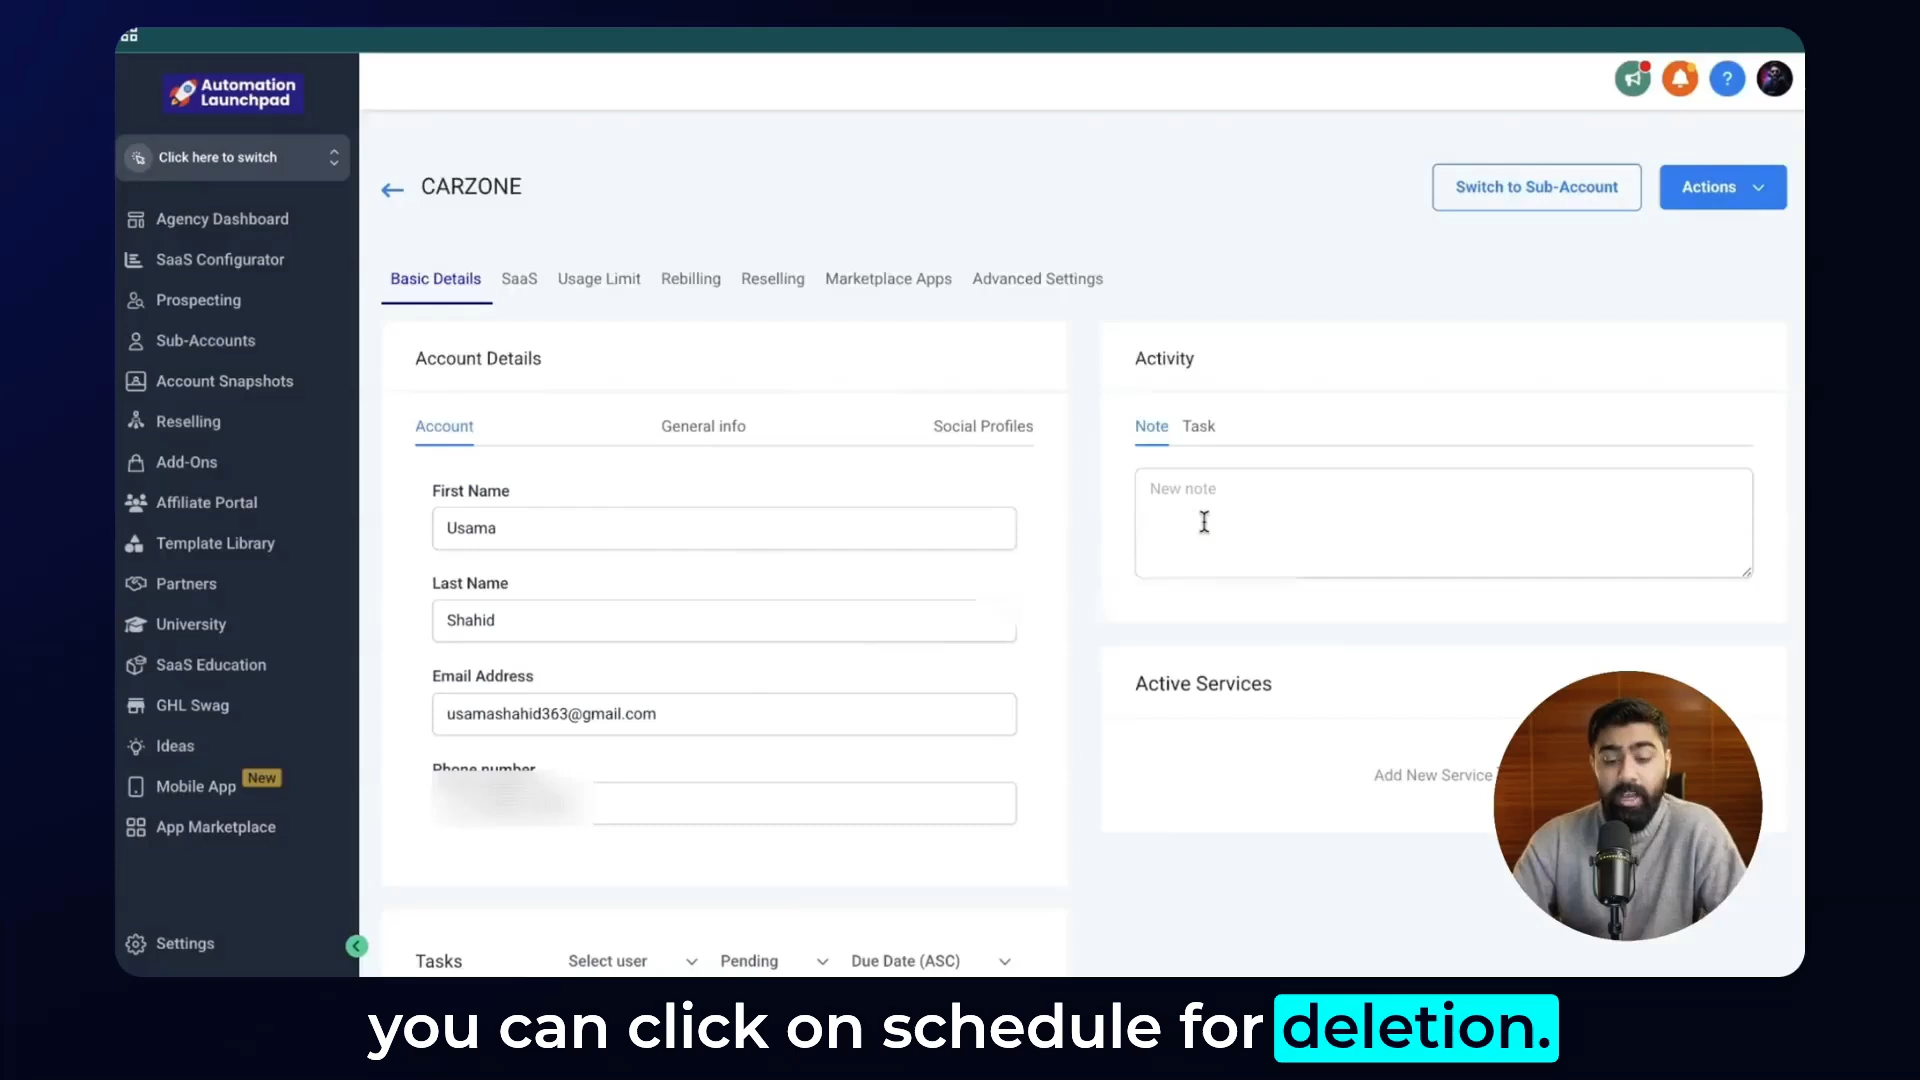 Automation
Launchpad
Click here to switch
Agency Dashboard
SaaS Configurator
Prospecting
Sub-Accounts
Account Snapshots
Reselling
Add-Ons
Affiliate Portal
Template Library
Partners
University
SaaS Education
GHL Swag
Ideas
Mobile App New
App Marketplace
Settings
?
CARZONE
Switch to Sub-Account
Actions
Basic Details SaaS Usage Limit Rebilling Reselling Marketplace Apps Advanced Settings
Account Details
Account General info Social Profiles
First Name
Usama
Last Name
Shahid
Email Address
usamashahid363@gmail.com
Phone number
Tasks Select user Pending Due Date (ASC)
Activity
Note Task
New note
Active Services
Add New Service
you can click on schedule for deletion.